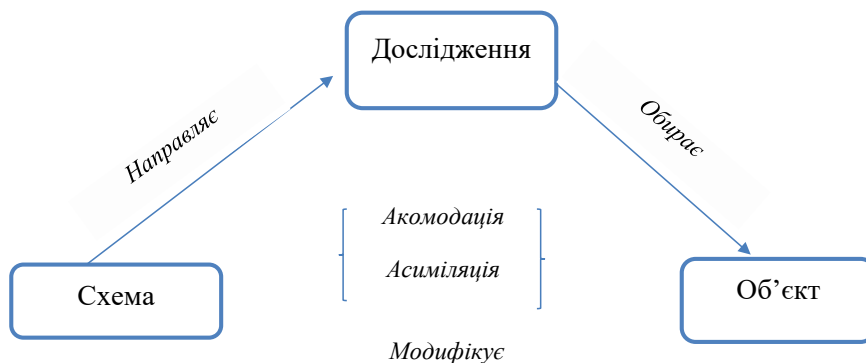 Дослідження
Направляє
Обирає
Акомодація
Асиміляція
Схема
Об’єкт
Модифікує